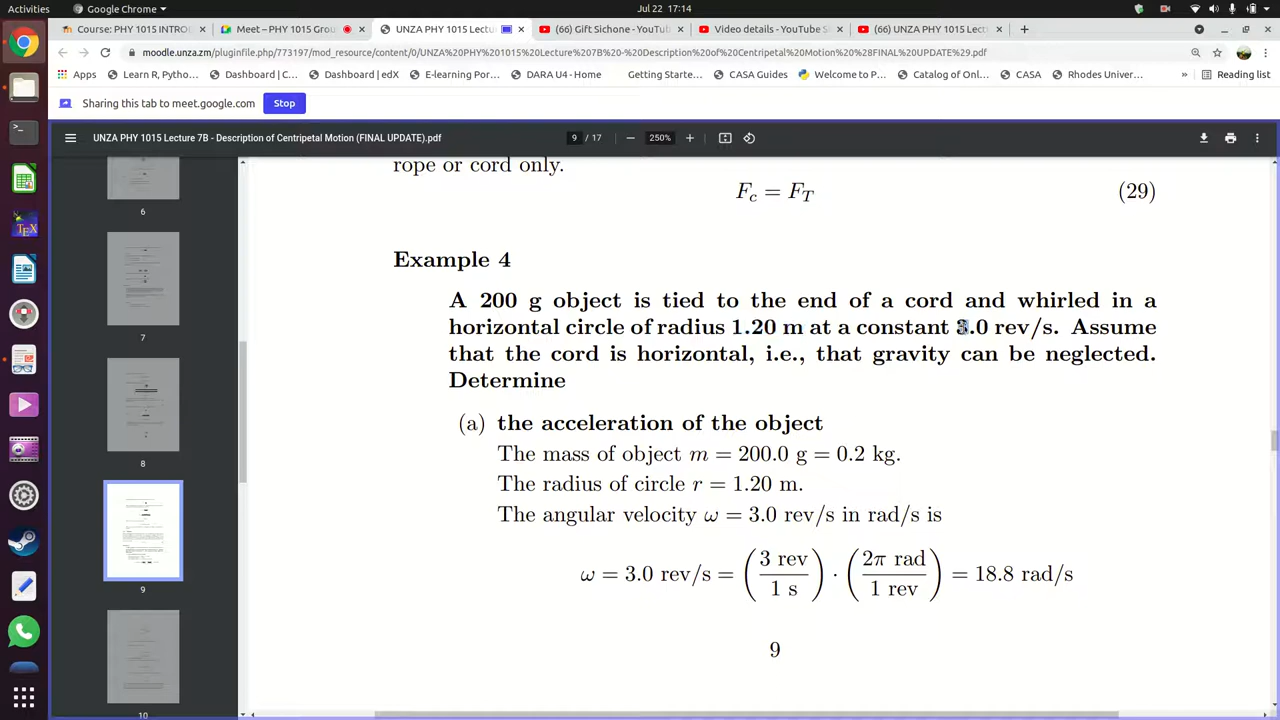 Activities
Google Chrome
Jul 22 17:14
Course: PHY 1015 INTRO
Meet – PHY 1015 Group
UNZA PHY 1015 Lectu
(66) Gift Sichone - YouTu
Video details - YouTube S
(66) UNZA PHY 1015 Lec
moodle.unza.zm/pluginfile.php/773197/mod_resource/content/0/UNZA%20PHY%201015%20Lecture%207B%20-%20Description%20of%20Centripetal%20Motion%20%28FINAL%20UPDATE%29.pdf
Apps
Learn R, Pytho...
Dashboard | C...
Dashboard | edX
E-learning port...
DARA U4 - Home
Getting Starte...
CASA Guides
Welcome to P...
Catalog of Onl...
CASA
Rhodes Univer...
»
Reading list
Sharing this tab to meet.google.com
Stop
UNZA PHY 1015 Lecture 7B - Description of Centripetal Motion (FINAL UPDATE).pdf
9 / 17
250%
6
7
8
9
10
rope or cord only.
F_c = F_T (29)
Example 4
A 200 g object is tied to the end of a cord and whirled in a
horizontal circle of radius 1.20 m at a constant 3.0 rev/s. Assume
that the cord is horizontal, i.e., that gravity can be neglected.
Determine
(a) the acceleration of the object
The mass of object m = 200.0 g = 0.2 kg.
The radius of circle r = 1.20 m.
The angular velocity ω = 3.0 rev/s in rad/s is
ω = 3.0 rev/s = (3 rev / 1 s) · (2π rad / 1 rev) = 18.8 rad/s
9